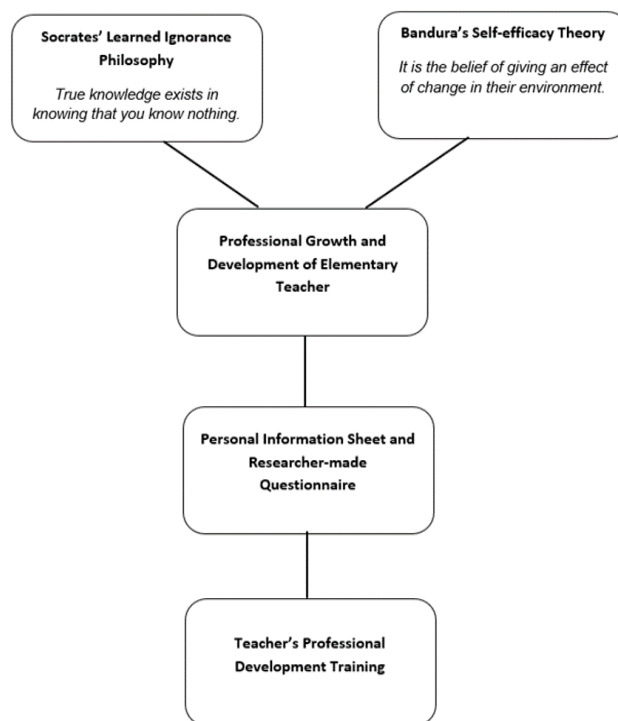 Socrates’ Learned Ignorance
Philosophy
True knowledge exists in
knowing that you know nothing.
Bandura’s Self-efficacy Theory
It is the belief of giving an effect
of change in their environment.
Professional Growth and
Development of Elementary
Teacher
Personal Information Sheet and
Researcher-made
Questionnaire
Teacher’s Professional
Development Training